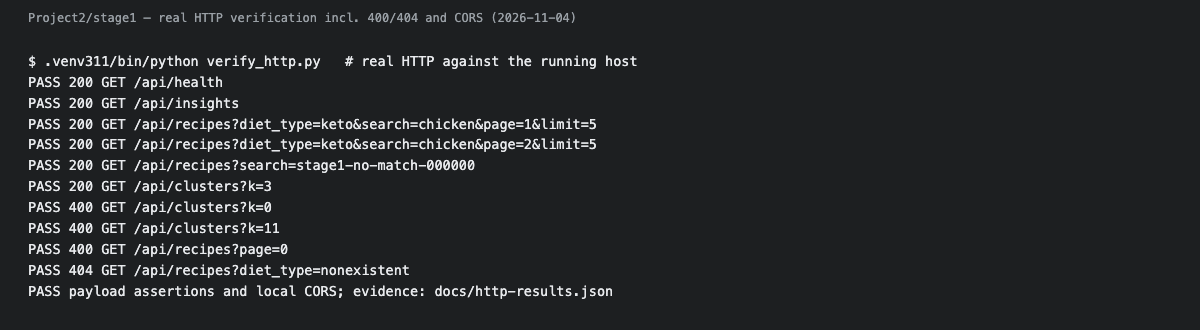 Project2/stage1 — real HTTP verification incl. 400/404 and CORS (2026-11-04)
$ .venv311/bin/python verify_http.py   # real HTTP against the running host
PASS 200 GET /api/health
PASS 200 GET /api/insights
PASS 200 GET /api/recipes?diet_type=keto&search=chicken&page=1&limit=5
PASS 200 GET /api/recipes?diet_type=keto&search=chicken&page=2&limit=5
PASS 200 GET /api/recipes?search=stage1-no-match-000000
PASS 200 GET /api/clusters?k=3
PASS 400 GET /api/clusters?k=0
PASS 400 GET /api/clusters?k=11
PASS 400 GET /api/recipes?page=0
PASS 404 GET /api/recipes?diet_type=nonexistent
PASS payload assertions and local CORS; evidence: docs/http-results.json